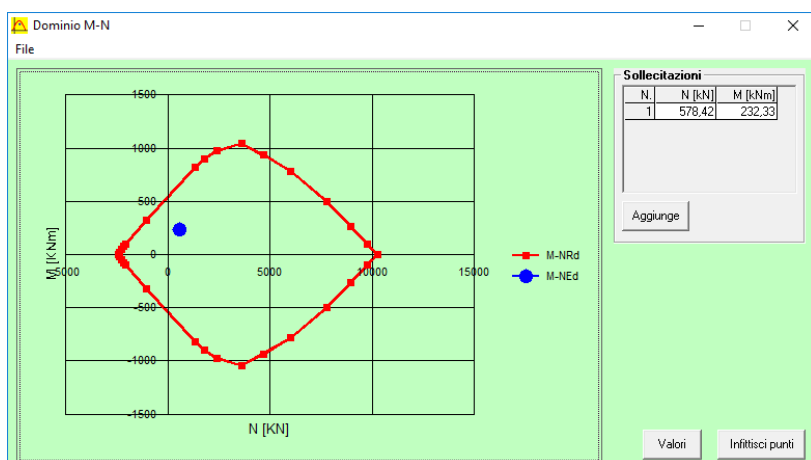 Dominio M-N
File
1500
1000
500
0
-5000
0
5000
10000
15000
-500
-1000
-1500
M [KNm]
N [KN]
M-NRd
M-NEd
Sollecitazioni
N. N [kN] M [kNm]
1 578,42 232,33
Aggiunge
Valori
Infittisci punti